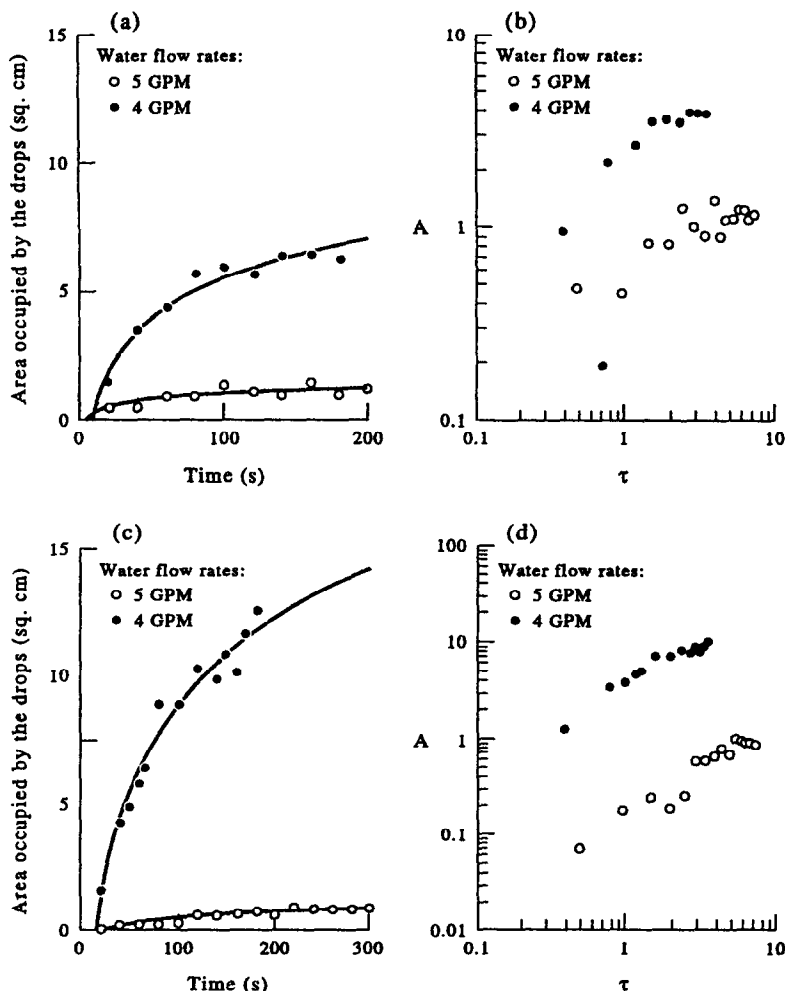 (a)
Water flow rates:
5 GPM
4 GPM
15
10
5
0
0
100
200
Area occupied by the drops (sq. cm)
Time (s)
(b)
Water flow rates:
5 GPM
4 GPM
10
1
0.1
0.1
1
10
A
τ
(c)
Water flow rates:
5 GPM
4 GPM
15
10
5
0
0
100
200
300
Area occupied by the drops (sq. cm)
Time (s)
(d)
Water flow rates:
5 GPM
4 GPM
100
10
1
0.1
0.01
0.1
1
10
A
τ